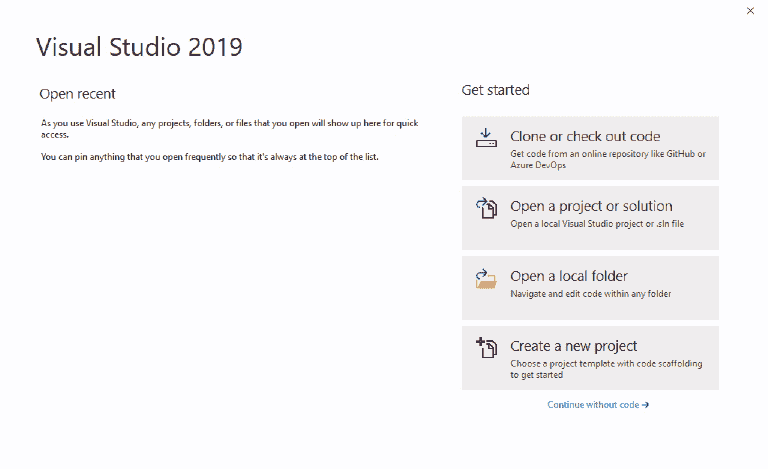 Visual Studio 2019
Open recent
As you use Visual Studio, any projects, folders, or files that you open will show up here for quick
access.
You can pin anything that you open frequently so that it's always at the top of the list.
Get started
Clone or check out code
Get code from an online repository like GitHub or
Azure DevOps
Open a project or solution
Open a local Visual Studio project or .sln file
Open a local folder
Navigate and edit code within any folder
Create a new project
Choose a project template with code scaffolding
to get started
Continue without code →